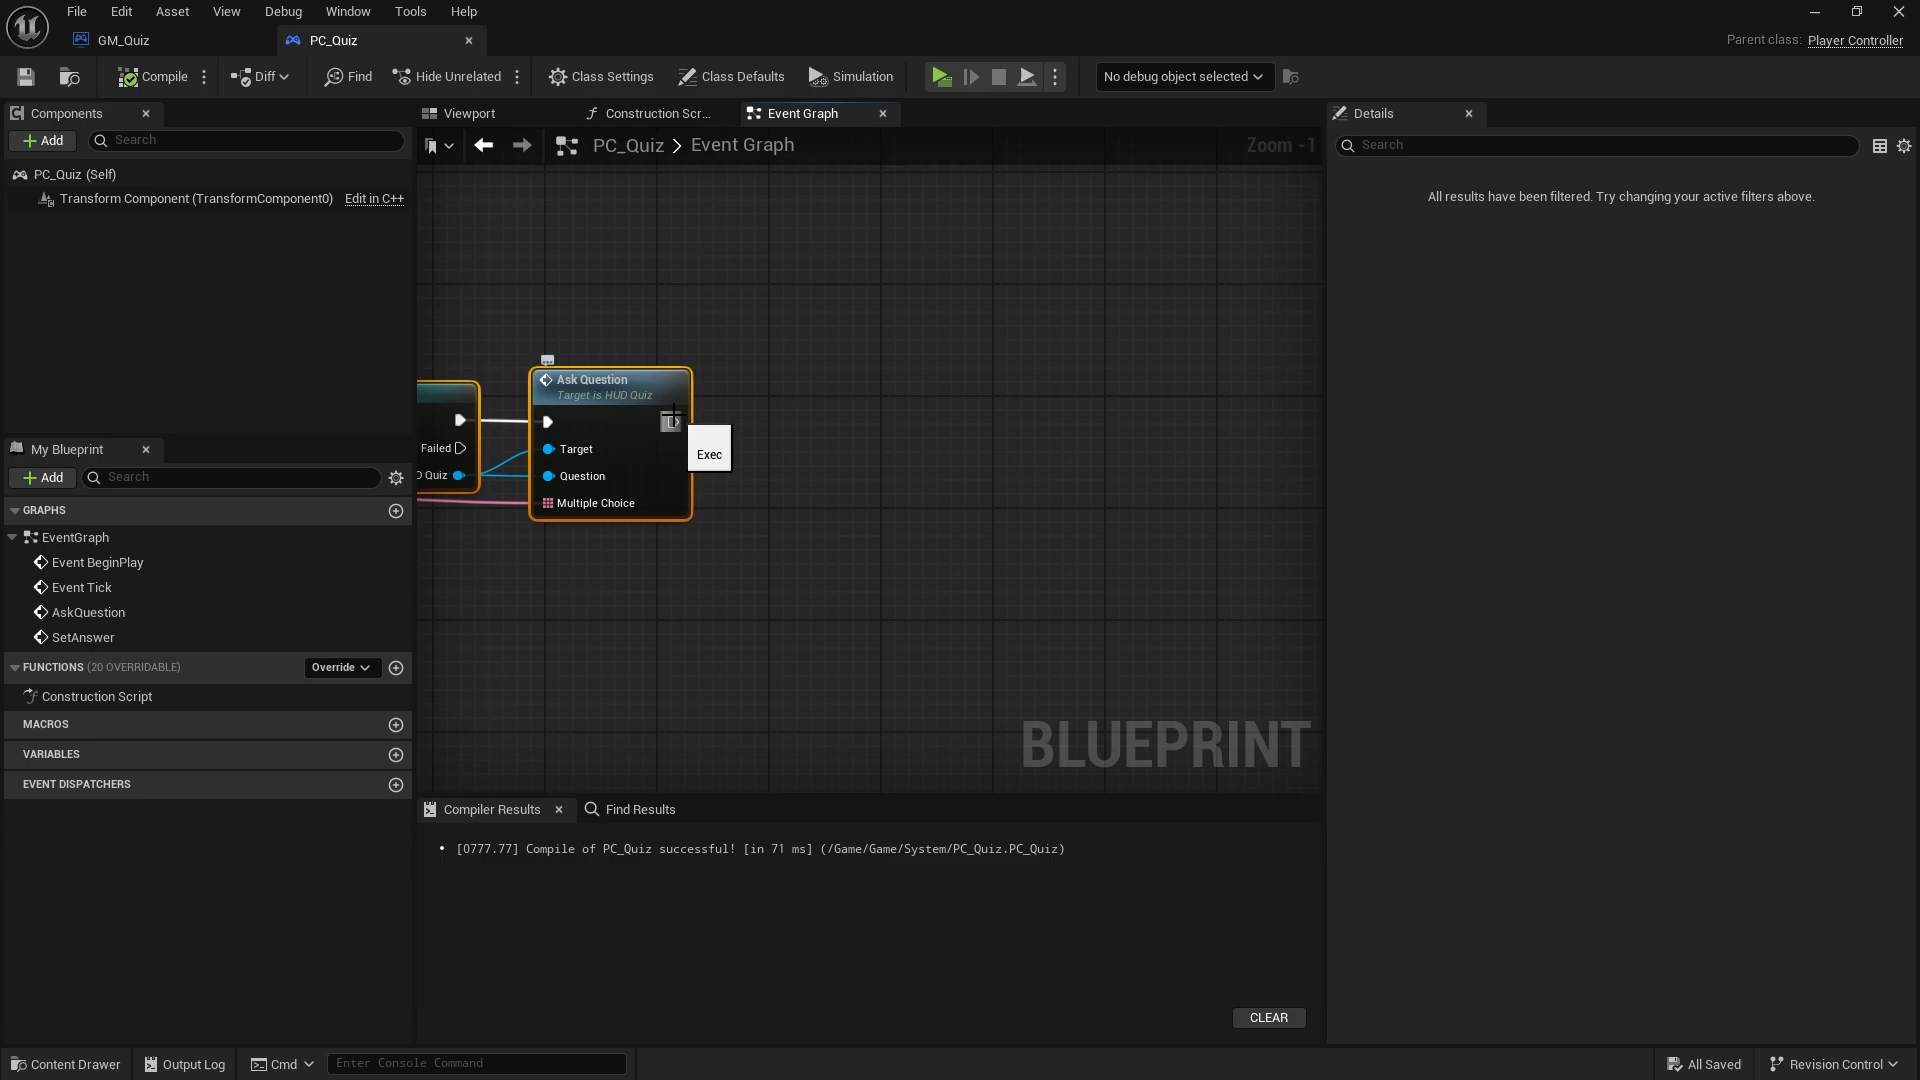 File Edit Asset View Debug Window Tools Help
GM_Quiz
PC_Quiz
Parent class: Player Controller
Compile
Diff
Find
Hide Unrelated
Class Settings
Class Defaults
Simulation
No debug object selected
Components
Add
Search
PC_Quiz (Self)
Transform Component (TransformComponent0) Edit in C++
My Blueprint
Add
Search
GRAPHS
EventGraph
Event BeginPlay
Event Tick
AskQuestion
SetAnswer
FUNCTIONS (20 OVERRIDABLE)
Override
Construction Script
MACROS
VARIABLES
EVENT DISPATCHERS
Viewport
Construction Scr...
Event Graph
PC_Quiz > Event Graph
Zoom -1
Failed
Quiz
Ask Question
Target is HUD Quiz
Target
Question
Multiple Choice
Exec
BLUEPRINT
Compiler Results
Find Results
• [0777.77] Compile of PC_Quiz successful! [in 71 ms] (/Game/Game/System/PC_Quiz.PC_Quiz)
CLEAR
Details
Search
All results have been filtered. Try changing your active filters above.
Content Drawer
Output Log
Cmd
Enter Console Command
All Saved
Revision Control